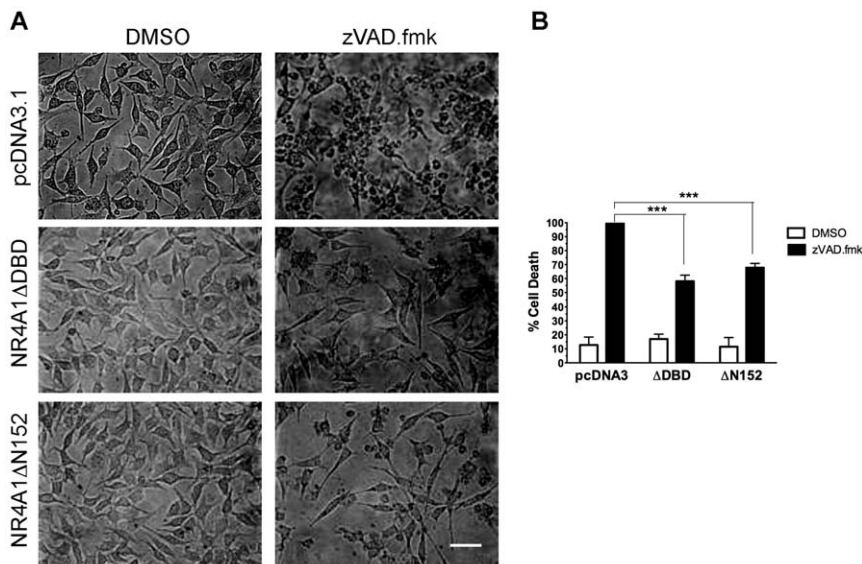 A
DMSO
zVAD.fmk
pcDNA3.1
NR4A1ΔDBD
NR4A1ΔN152
B
***
***
% Cell Death
100
90
80
70
60
50
40
30
20
10
0
pcDNA3
ΔDBD
ΔN152
DMSO
zVAD.fmk